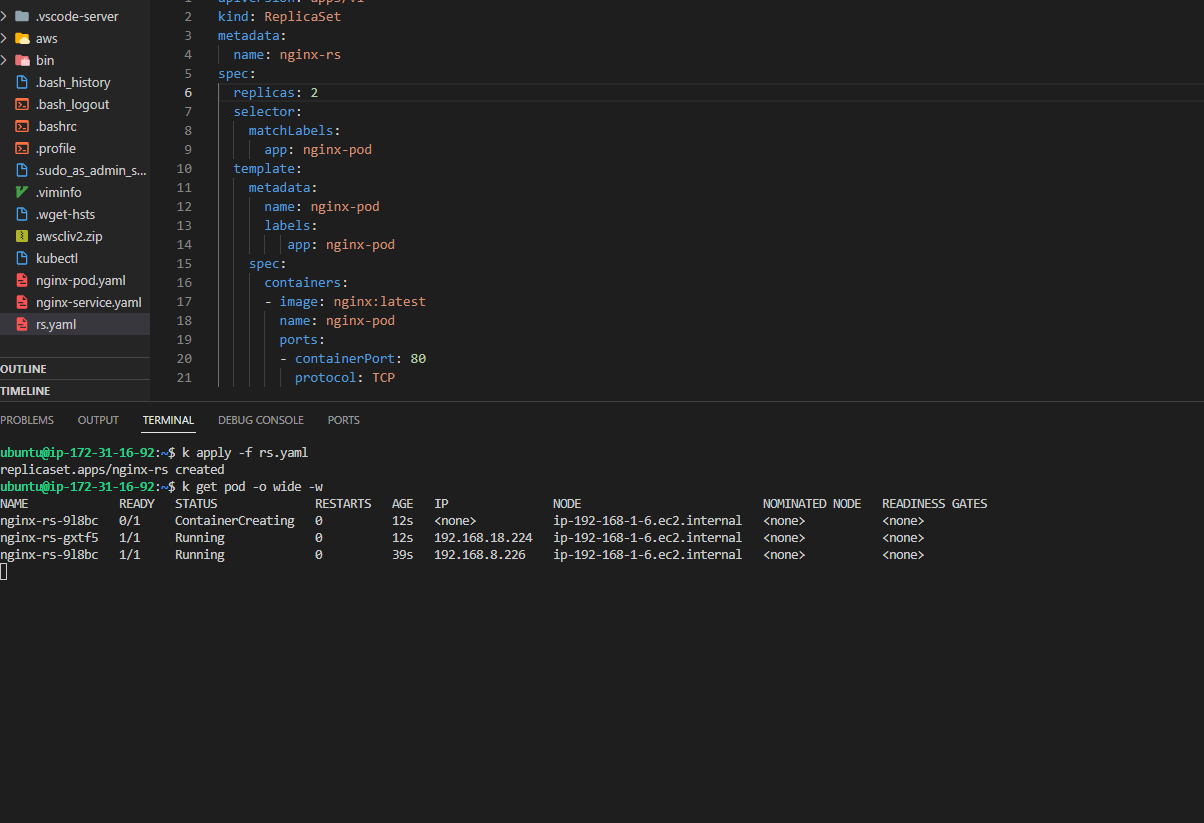 .vscode-server
aws
bin
.bash_history
.bash_logout
.bashrc
.profile
.sudo_as_admin_s...
.viminfo
.wget-hsts
awscliv2.zip
kubectl
nginx-pod.yaml
nginx-service.yaml
rs.yaml
OUTLINE
TIMELINE
1 apiVersion: apps/v1
2 kind: ReplicaSet
3 metadata:
4 name: nginx-rs
5 spec:
6 replicas: 2
7 selector:
8 matchLabels:
9 app: nginx-pod
10 template:
11 metadata:
12 name: nginx-pod
13 labels:
14 app: nginx-pod
15 spec:
16 containers:
17 - image: nginx:latest
18 name: nginx-pod
19 ports:
20 - containerPort: 80
21 protocol: TCP
PROBLEMS OUTPUT TERMINAL DEBUG CONSOLE PORTS
ubuntu@ip-172-31-16-92:~$ k apply -f rs.yaml
replicaset.apps/nginx-rs created
ubuntu@ip-172-31-16-92:~$ k get pod -o wide -w
NAME READY STATUS RESTARTS AGE IP NODE NOMINATED NODE READINESS GATES
nginx-rs-9l8bc 0/1 ContainerCreating 0 12s <none> ip-192-168-1-6.ec2.internal <none> <none>
nginx-rs-gxtf5 1/1 Running 0 12s 192.168.18.224 ip-192-168-1-6.ec2.internal <none> <none>
nginx-rs-9l8bc 1/1 Running 0 39s 192.168.8.226 ip-192-168-1-6.ec2.internal <none> <none>